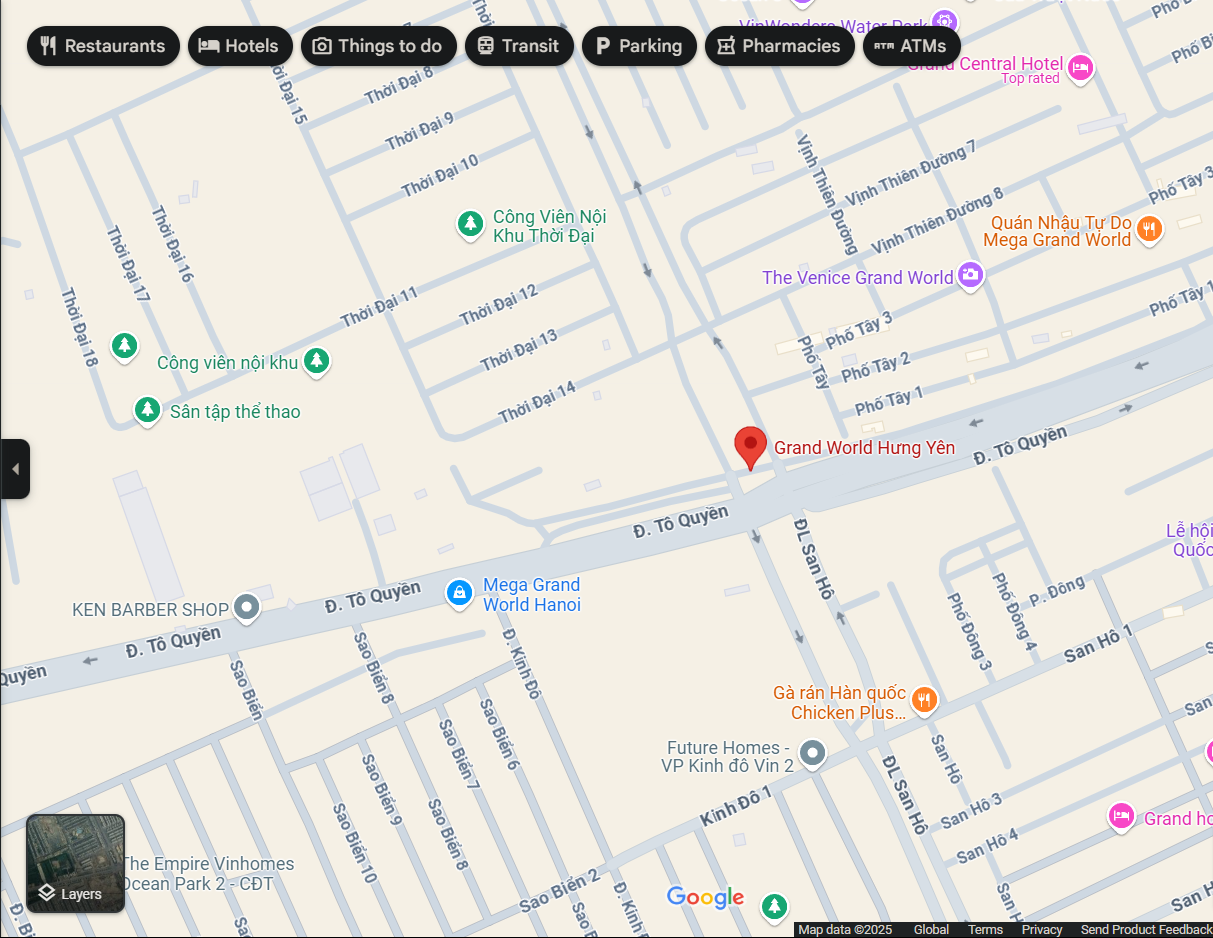 VinWonders Water Park
Restaurants
Hotels
Things to do
Transit
Parking
Pharmacies
ATMs
Grand Central Hotel
Top rated
Thời Đại 8
Thời Đại 15
Thời Đại 9
Thời Đại 10
Vịnh Thiên Đường 7
Vịnh Thiên Đường
Vịnh Thiên Đường 8
Phố Tây 3
Công Viên Nội
Khu Thời Đại
Quán Nhậu Tự Do
Mega Grand World
Thời Đại 16
Thời Đại 17
The Venice Grand World
Thời Đại 11
Thời Đại 12
Thời Đại 18
Thời Đại 13
Phố Tây 1
Phố Tây 3
Phố Tây
Phố Tây 2
Công viên nội khu
Sân tập thể thao
Thời Đại 14
Phố Tây 1
Grand World Hưng Yên
Đ. Tô Quyền
Đ. Tô Quyền
ĐL San Hô
Lễ hội
Quốc
Mega Grand
World Hanoi
KEN BARBER SHOP
Đ. Tô Quyền
Đ. Tô Quyền
Quyền
P. Đông
Phố Đông 4
Phố Đông 3
San Hô 1
Sao Biển
Sao Biển 8
Đ. Kinh Đô
Gà rán Hàn quốc
Chicken Plus...
Future Homes -
VP Kinh đô Vin 2
Sao Biển 6
Sao Biển 7
San Hô
ĐL San Hô
Sao Biển 9
Kinh Đô 1
San Hô 3
San Hô 4
Grand ho
Sao Biển 10
Sao Biển 8
The Empire Vinhomes
Ocean Park 2 - CĐT
Layers
Sao Biển 2
Google
San H
Map data ©2025
Global
Terms
Privacy
Send Product Feedback